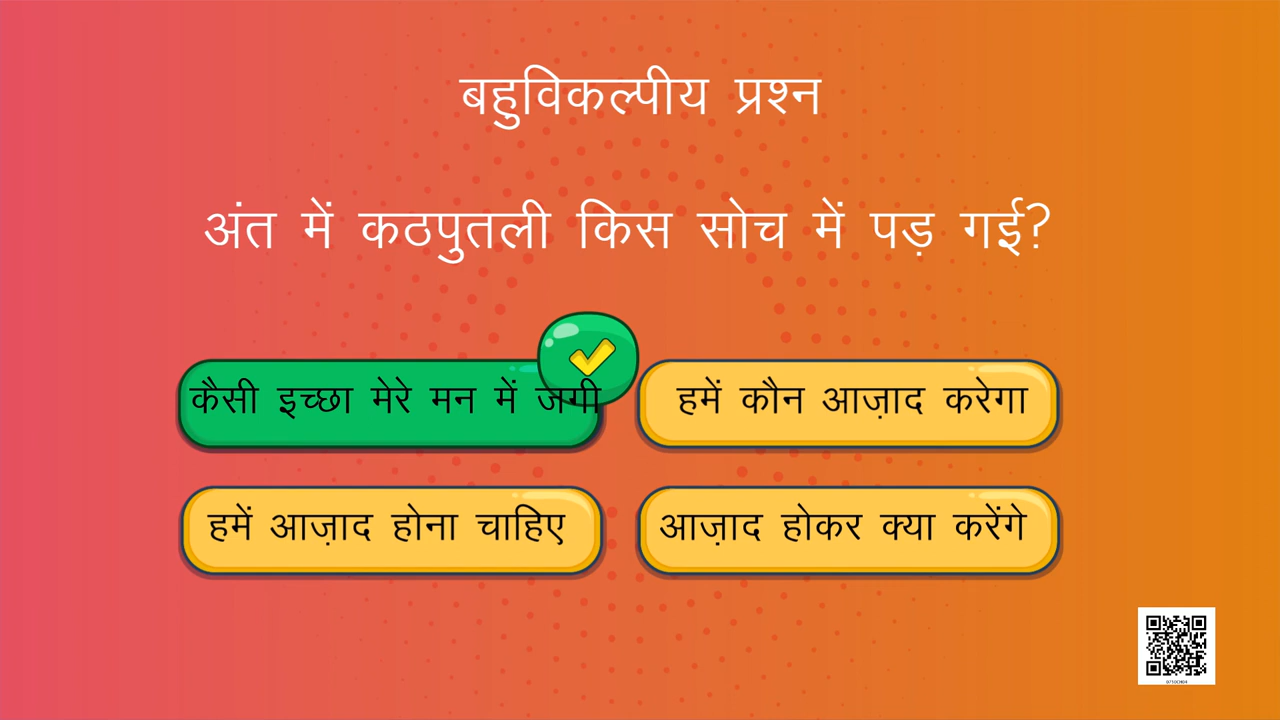 बहुविकल्पीय प्रश्न
अंत में कठपुतली किस सोच में पड़ गई?
कैसी इच्छा मेरे मन में जगी
हमें कौन आज़ाद करेगा
हमें आज़ाद होना चाहिए
आज़ाद होकर क्या करेंगे